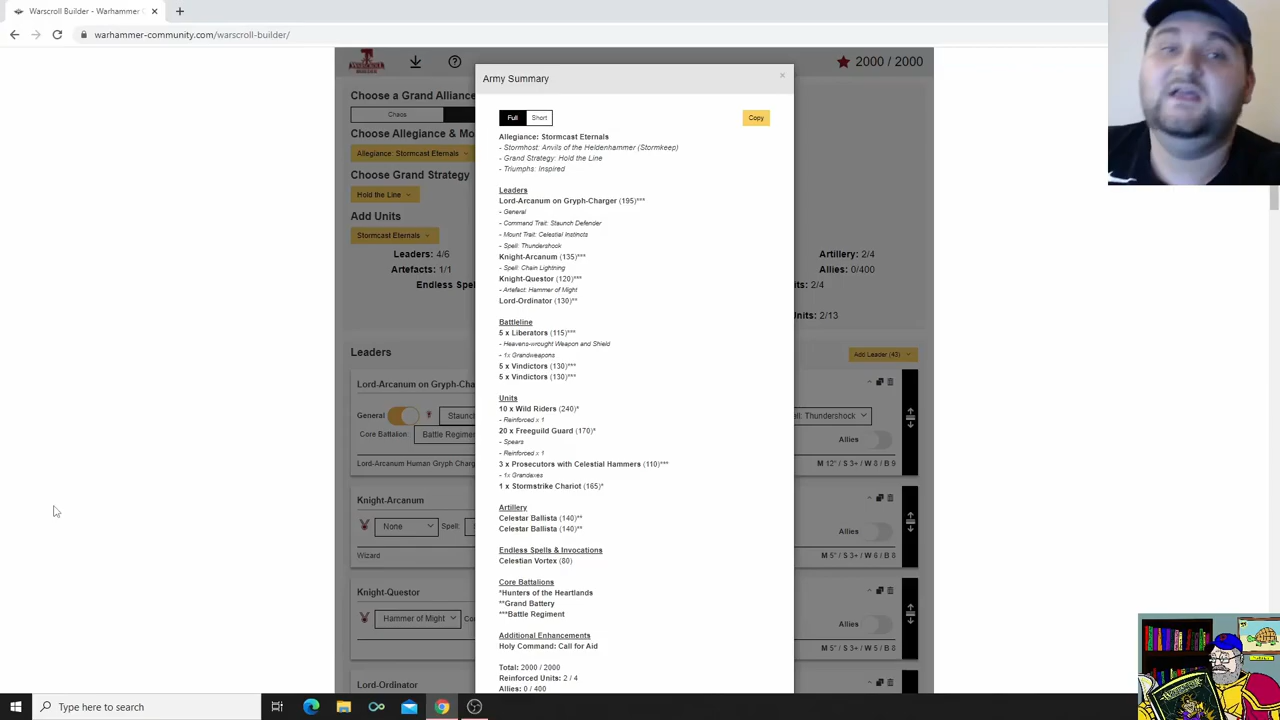 Warscroll Builder - Warhammer C
warhammer-community.com/warscroll-builder/
2000 / 2000
Choose a Grand Alliance
Chaos
Choose Allegiance & Mo
Allegiance: Stormcast Eternals
Choose Grand Strategy
Hold the Line
Add Units
Stormcast Eternals
Leaders: 4/6
Artefacts: 1/1
Endless Spel
Artillery: 2/4
Allies: 0/400
its: 2/4
Units: 2/13
Leaders
Add Leader (43)
Lord-Arcanum on Gryph-Cha
General
Staunc
Core Battalion
Battle Regime
Lord-Arcanum Human Gryph Charg
ait: Thundershock
Allies
M 12" / S 3+ / W 8 / B 9
Knight-Arcanum
None
Spell:
Wizard
Allies
M 5" / S 3+ / W 6 / B 8
Knight-Questor
Hammer of Might
Co
Allies
M 5" / S 3+ / W 5 / B 8
Lord-Ordinator
Army Summary
×
Full
Short
Copy
Allegiance: Stormcast Eternals
- Stormhost: Anvils of the Heldenhammer (Stormkeep)
- Grand Strategy: Hold the Line
- Triumphs: Inspired
Leaders
Lord-Arcanum on Gryph-Charger (195)***
- General
- Command Trait: Staunch Defender
- Mount Trait: Celestial Instincts
- Spell: Thundershock
Knight-Arcanum (135)***
- Spell: Chain Lightning
Knight-Questor (120)***
- Artefact: Hammer of Might
Lord-Ordinator (130)**
Battleline
5 x Liberators (115)***
- Heavens-wrought Weapon and Shield
- 1x Grandweapons
5 x Vindictors (130)***
5 x Vindictors (130)***
Units
10 x Wild Riders (240)*
- Reinforced x 1
20 x Freeguild Guard (170)*
- Spears
- Reinforced x 1
3 x Prosecutors with Celestial Hammers (110)***
- 1x Grandaxes
1 x Stormstrike Chariot (165)*
Artillery
Celestar Ballista (140)**
Celestar Ballista (140)**
Endless Spells & Invocations
Celestian Vortex (80)
Core Battalions
*Hunters of the Heartlands
**Grand Battery
***Battle Regiment
Additional Enhancements
Holy Command: Call for Aid
Total: 2000 / 2000
Reinforced Units: 2 / 4
Allies: 0 / 400
Type here to search